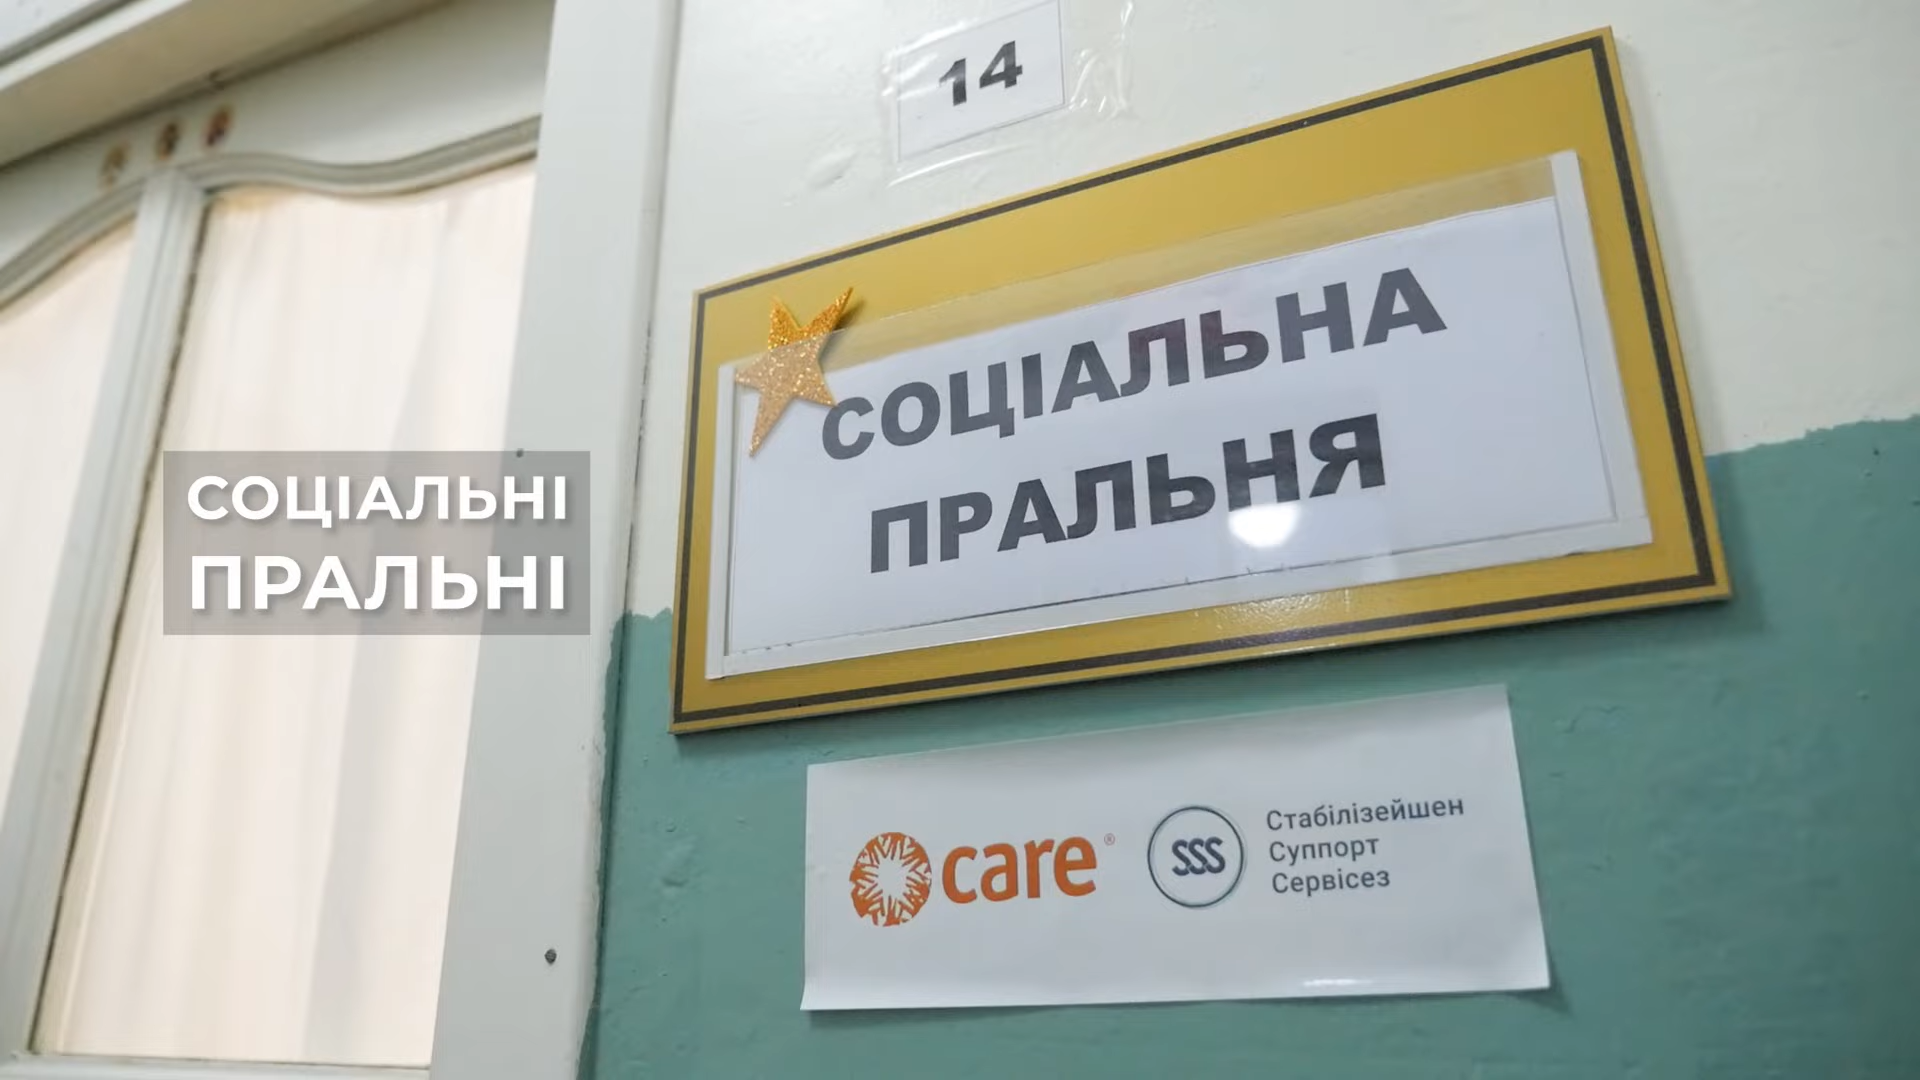 14
СОЦІАЛЬНА
ПРАЛЬНЯ
СОЦІАЛЬНІ
ПРАЛЬНІ
care®
SSS
Стабілізейшен
Суппорт
Сервісез